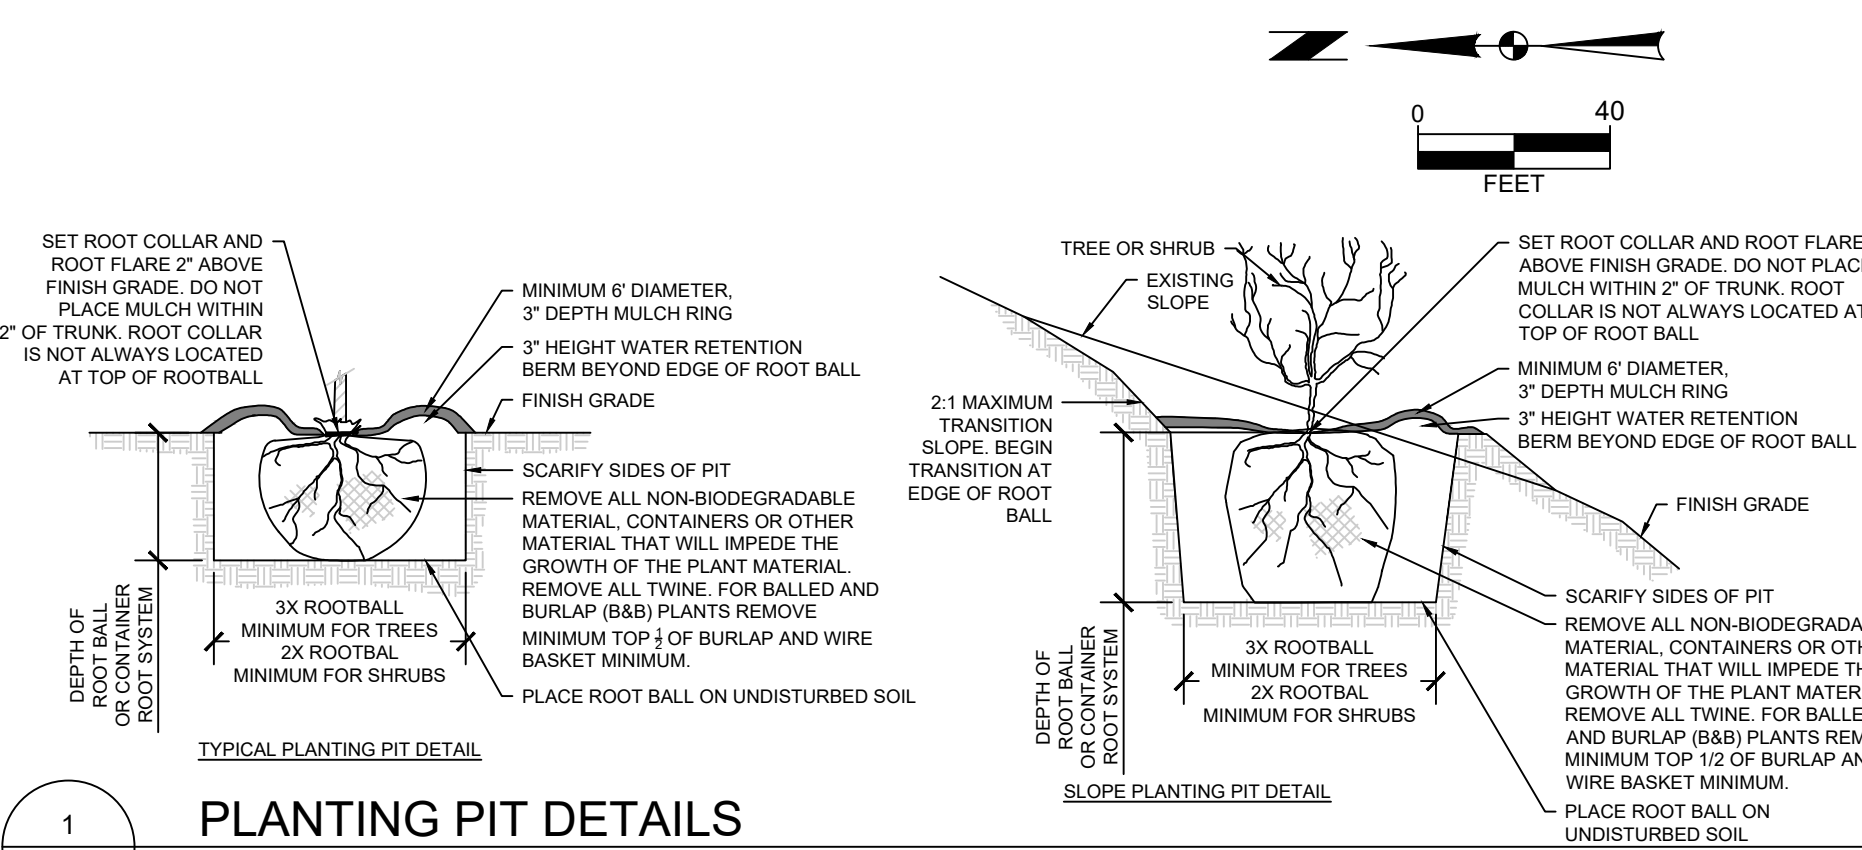 0
40
FEET
SET ROOT COLLAR AND
ROOT FLARE 2" ABOVE
FINISH GRADE. DO NOT
PLACE MULCH WITHIN
2" OF TRUNK. ROOT COLLAR
IS NOT ALWAYS LOCATED
AT TOP OF ROOTBALL
MINIMUM 6' DIAMETER,
3" DEPTH MULCH RING
3" HEIGHT WATER RETENTION
BERM BEYOND EDGE OF ROOT BALL
FINISH GRADE
SCARIFY SIDES OF PIT
REMOVE ALL NON-BIODEGRADABLE
MATERIAL, CONTAINERS OR OTHER
MATERIAL THAT WILL IMPEDE THE
GROWTH OF THE PLANT MATERIAL.
REMOVE ALL TWINE. FOR BALLED AND
BURLAP (B&B) PLANTS REMOVE
MINIMUM TOP 1/2 OF BURLAP AND WIRE
BASKET MINIMUM.
PLACE ROOT BALL ON UNDISTURBED SOIL
DEPTH OF
ROOT BALL
OR CONTAINER
ROOT SYSTEM
3X ROOTBALL
MINIMUM FOR TREES
2X ROOTBAL
MINIMUM FOR SHRUBS
TYPICAL PLANTING PIT DETAIL
TREE OR SHRUB
EXISTING
SLOPE
2:1 MAXIMUM
TRANSITION
SLOPE. BEGIN
TRANSITION AT
EDGE OF ROOT
BALL
SET ROOT COLLAR AND ROOT FLARE
ABOVE FINISH GRADE. DO NOT PLAC
MULCH WITHIN 2" OF TRUNK. ROOT
COLLAR IS NOT ALWAYS LOCATED AT
TOP OF ROOT BALL
MINIMUM 6' DIAMETER,
3" DEPTH MULCH RING
3" HEIGHT WATER RETENTION
BERM BEYOND EDGE OF ROOT BALL
FINISH GRADE
SCARIFY SIDES OF PIT
REMOVE ALL NON-BIODEGRADA
MATERIAL, CONTAINERS OR OTH
MATERIAL THAT WILL IMPEDE TH
GROWTH OF THE PLANT MATER
REMOVE ALL TWINE. FOR BALLE
AND BURLAP (B&B) PLANTS REM
MINIMUM TOP 1/2 OF BURLAP AN
WIRE BASKET MINIMUM.
PLACE ROOT BALL ON
UNDISTURBED SOIL
DEPTH OF
ROOT BALL
OR CONTAINER
ROOT SYSTEM
3X ROOTBALL
MINIMUM FOR TREES
2X ROOTBAL
MINIMUM FOR SHRUBS
SLOPE PLANTING PIT DETAIL
1
PLANTING PIT DETAILS